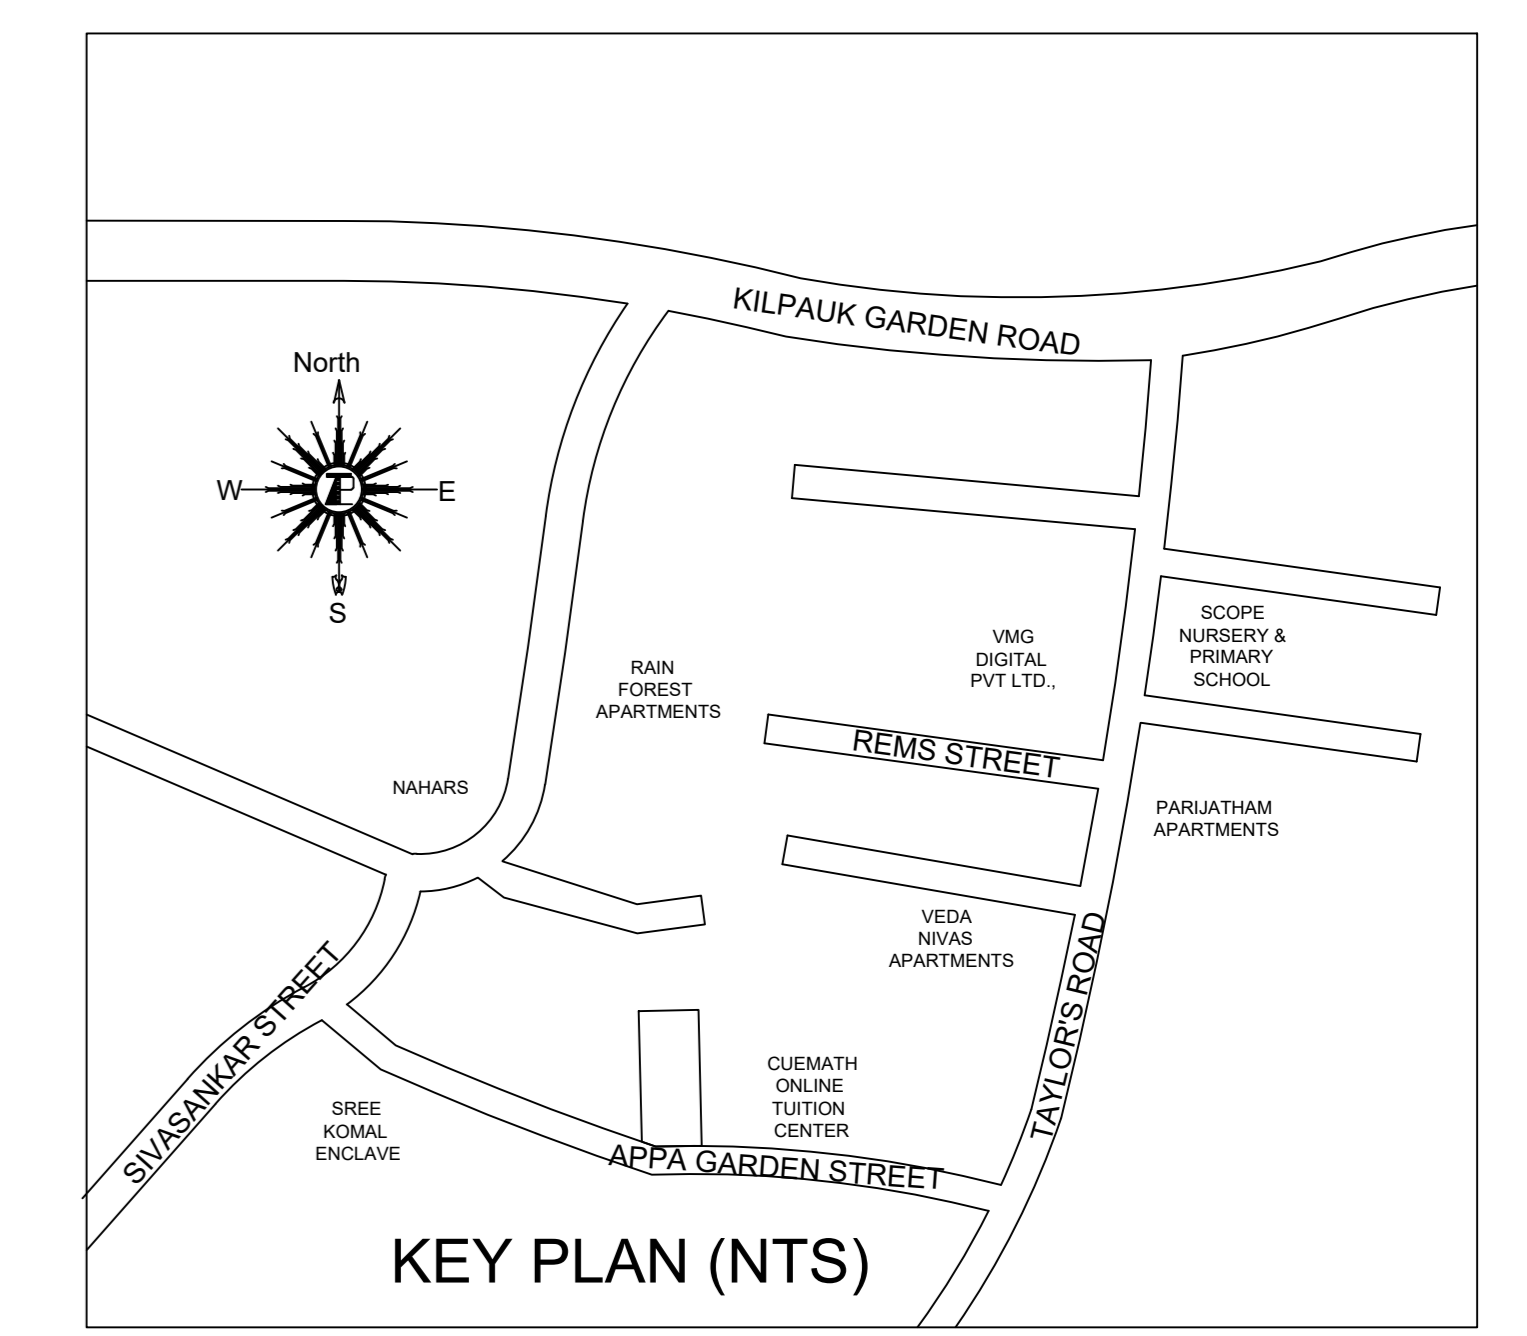 KILPAUK GARDEN ROAD
North
W
E
S
SCOPE
NURSERY &
PRIMARY
SCHOOL
VMG
DIGITAL
PVT LTD.,
RAIN
FOREST
APARTMENTS
REMS STREET
NAHARS
PARIJATHAM
APARTMENTS
VEDA
NIVAS
APARTMENTS
TAYLOR'S ROAD
SIVASANKAR STREET
CUEMATH
ONLINE
TUITION
CENTER
SREE
KOMAL
ENCLAVE
APPA GARDEN STREET
KEY PLAN (NTS)